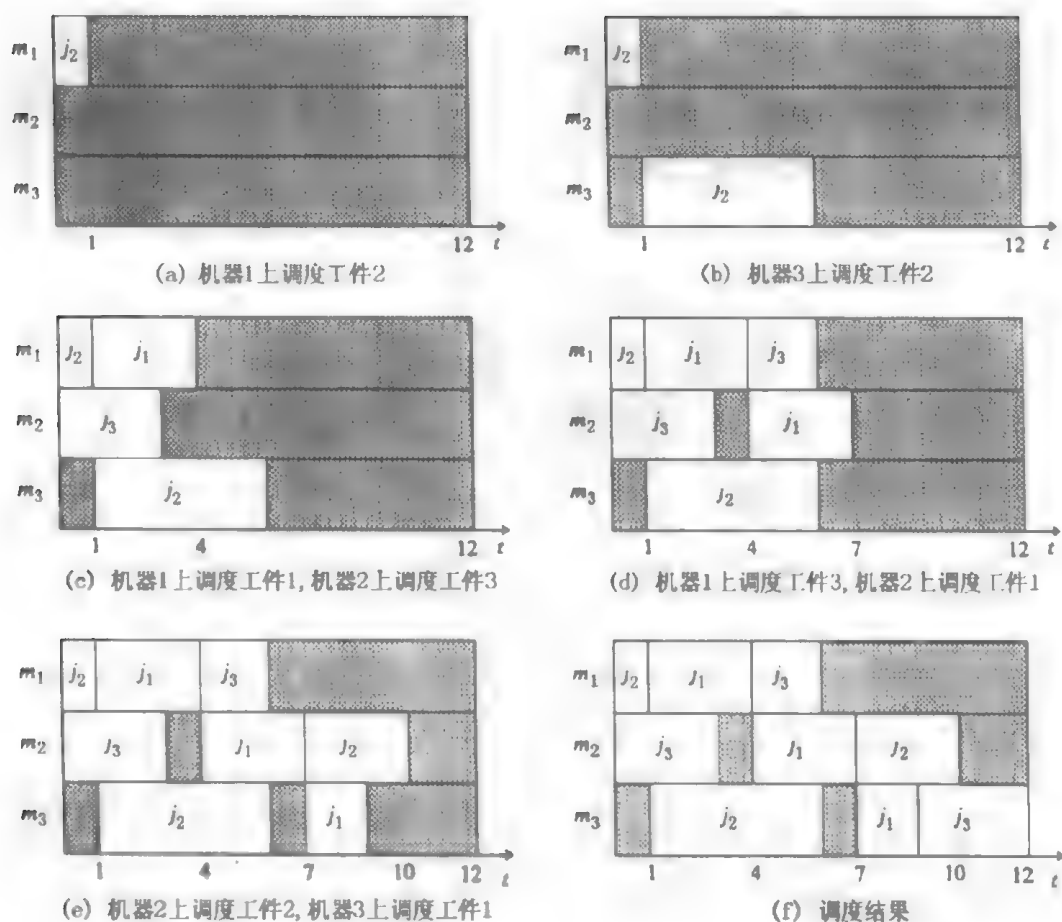 m₁ j₂
m₂
m₃
1 12 t
(a) 机器1上调度工件2
m₁ j₂
m₂
m₃ j₂
1 12 t
(b) 机器3上调度工件2
m₁ j₂ j₁
m₂ j₃
m₃ j₂
1 4 12 t
(c) 机器1上调度工件1, 机器2上调度工件3
m₁ j₂ j₁ j₃
m₂ j₃ j₁
m₃ j₂
1 4 7 12 t
(d) 机器1上调度工件3, 机器2上调度工件1
m₁ j₂ j₁ j₃
m₂ j₃ j₁ j₂
m₃ j₂ j₁
1 4 7 10 12 t
(e) 机器2上调度工件2, 机器3上调度工件1
m₁ j₂ j₁ j₃
m₂ j₃ j₁ j₂
m₃ j₂ j₁ j₃
1 4 7 10 12 t
(f) 调度结果